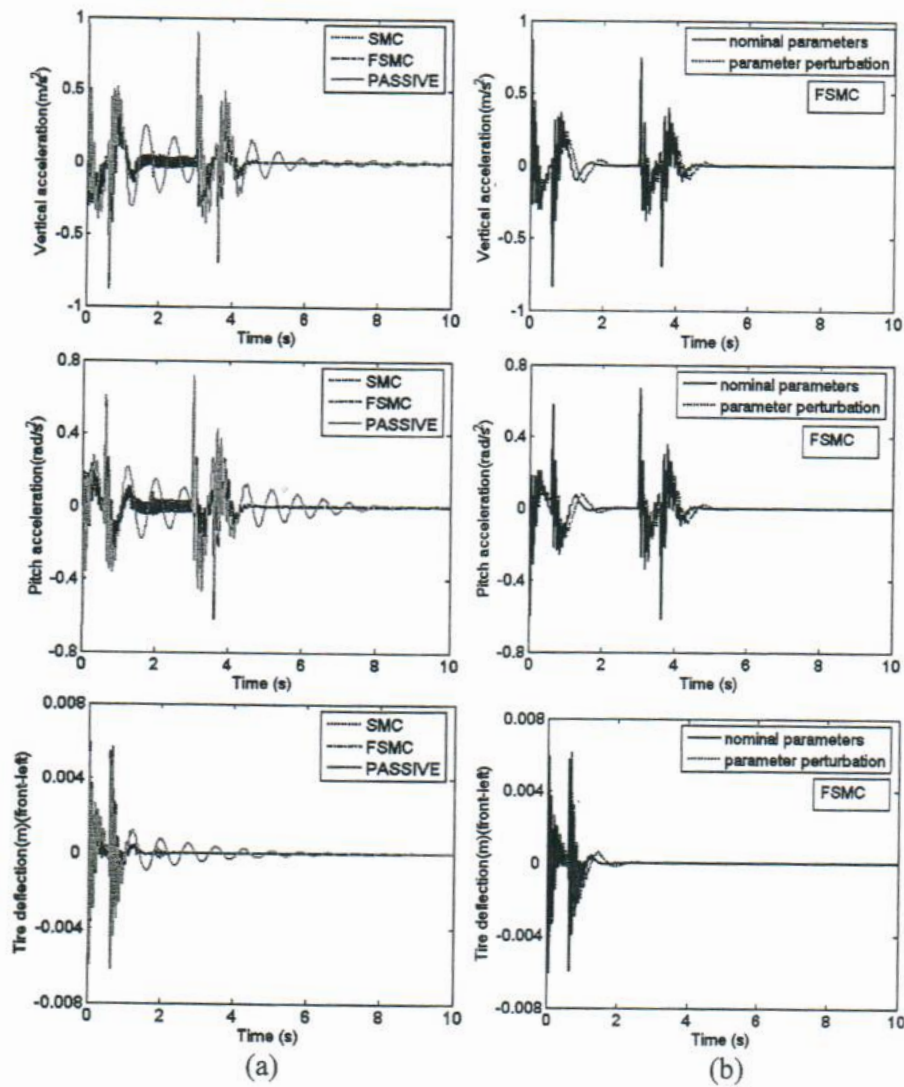 Vertical acceleration(m/s²)
1
0.5
0
-0.5
-1
SMC
FSMC
PASSIVE
0 2 4 6 8 10
Time (s)
Vertical acceleration(m/s²)
1
0.5
0
-0.5
-1
nominal parameters
parameter perturbation
FSMC
0 2 4 6 8 10
Time (s)
Pitch acceleration(rad/s²)
0.8
0.4
0
-0.4
-0.8
SMC
FSMC
PASSIVE
0 2 4 6 8 10
Time (s)
Pitch acceleration(rad/s²)
0.8
0.4
0
-0.4
-0.8
nominal parameters
parameter perturbation
FSMC
0 2 4 6 8 10
Time (s)
Tire deflection(m)(front-left)
0.008
0.004
0
-0.004
-0.008
SMC
FSMC
PASSIVE
0 2 4 6 8 10
Time (s)
(a)
Tire deflection(m)(front-left)
0.008
0.004
0
-0.004
-0.008
nominal parameters
parameter perturbation
FSMC
0 2 4 6 8 10
Time (s)
(b)